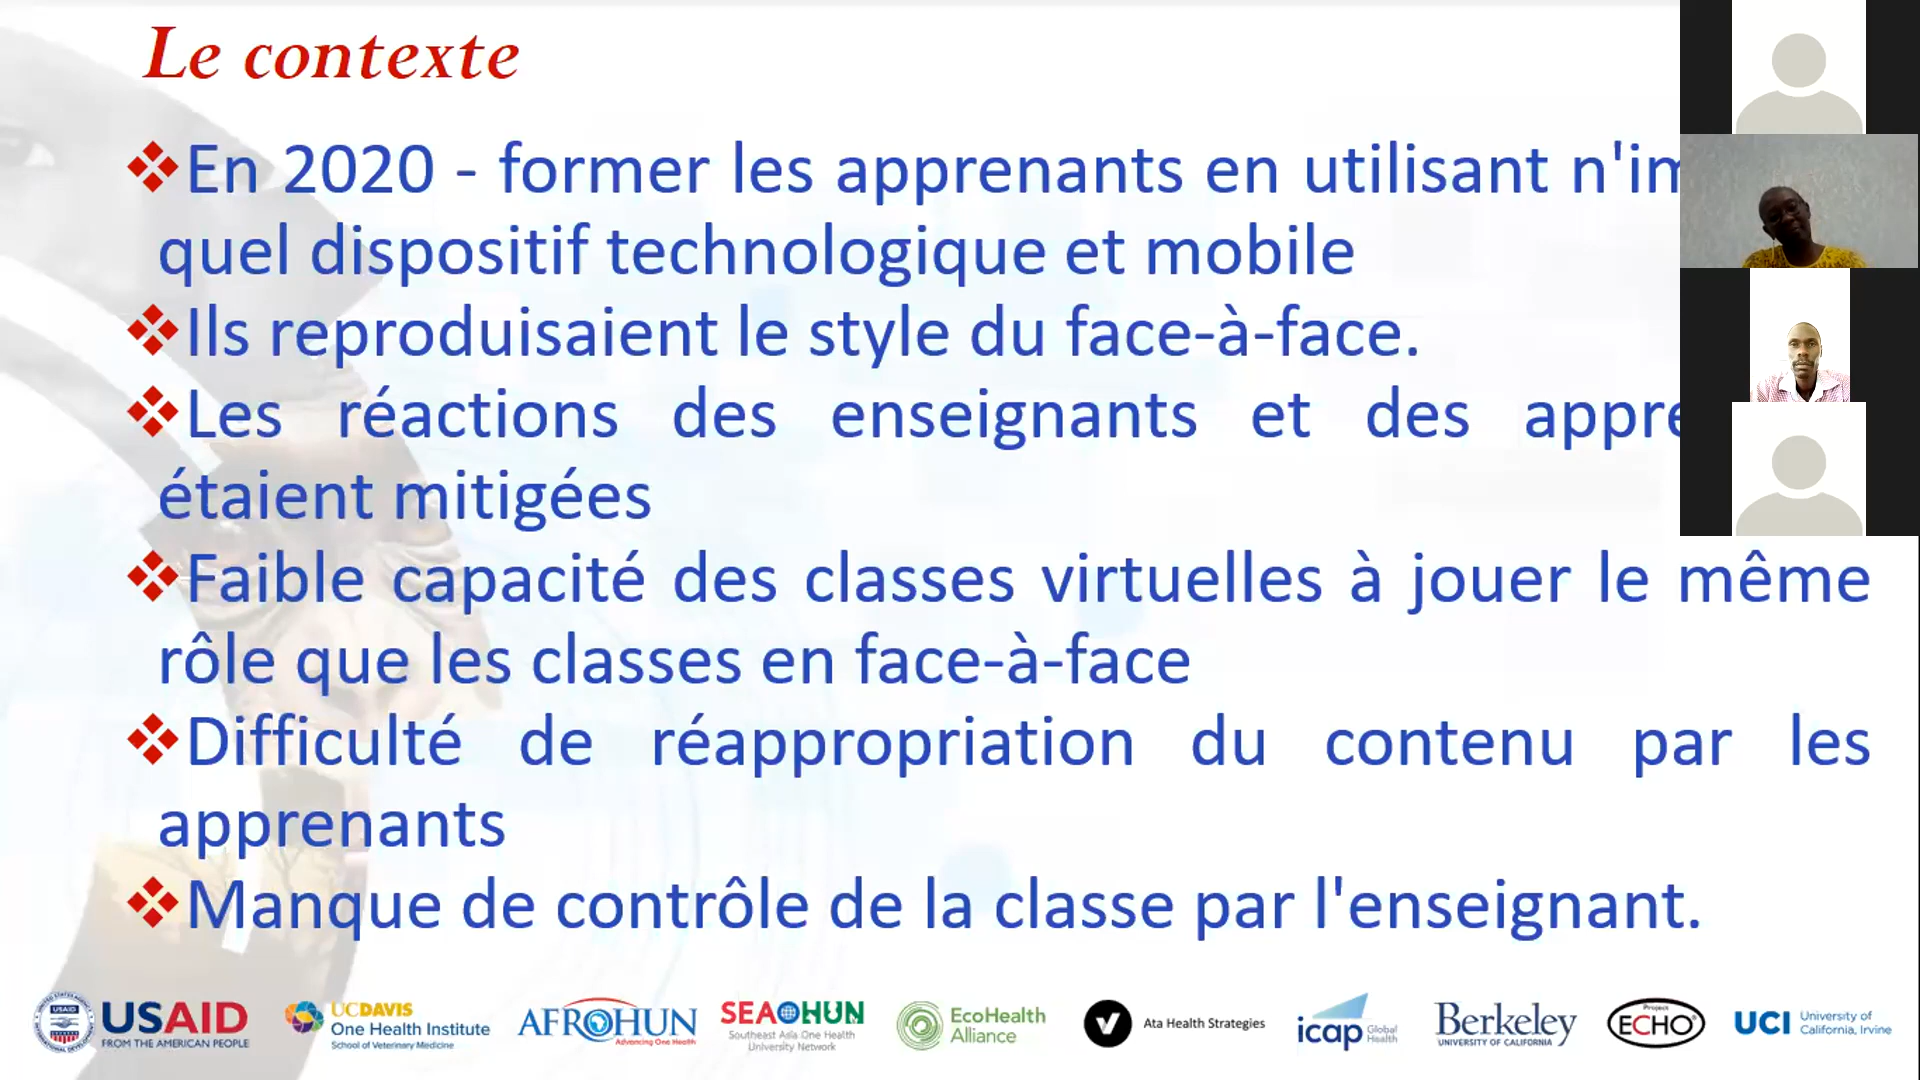 Le contexte
❖En 2020 - former les apprenants en utilisant
quel dispositif technologique et mobile
❖Ils reproduisaient le style du face-à-face.
❖Les réactions des enseignants et des
étaient mitigées
❖Faible capacité des classes virtuelles à jouer le même
rôle que les classes en face-à-face
❖Difficulté de réappropriation du contenu par les
apprenants
❖Manque de contrôle de la classe par l'enseignant.
USAID
FROM THE AMERICAN PEOPLE
UCDAVIS
One Health Institute
School of Veterinary Medicine
AFROHUN
Advancing One Health
SEAOHUN
Southeast Asia One Health
University Network
EcoHealth
Alliance
Ata Health Strategies
icap Global
Health
Berkeley
UNIVERSITY OF CALIFORNIA
Project
ECHO
UCI University of
California, Irvine